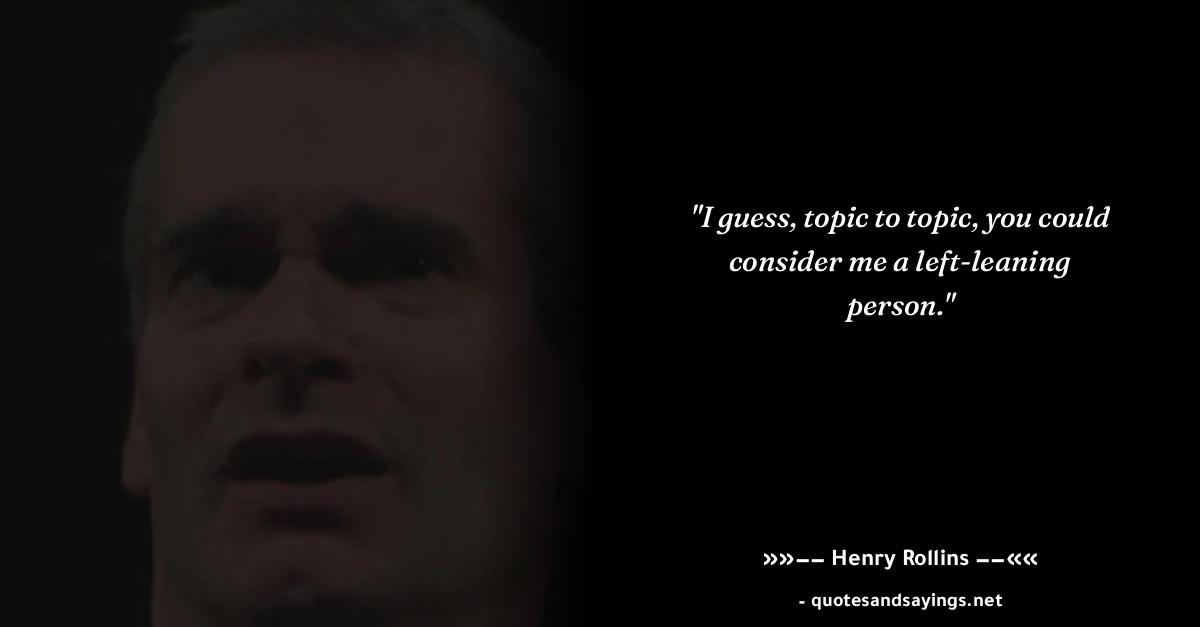 "I guess, topic to topic, you could
consider me a left-leaning
person."
»»−− Henry Rollins −−««
- quotesandsayings.net